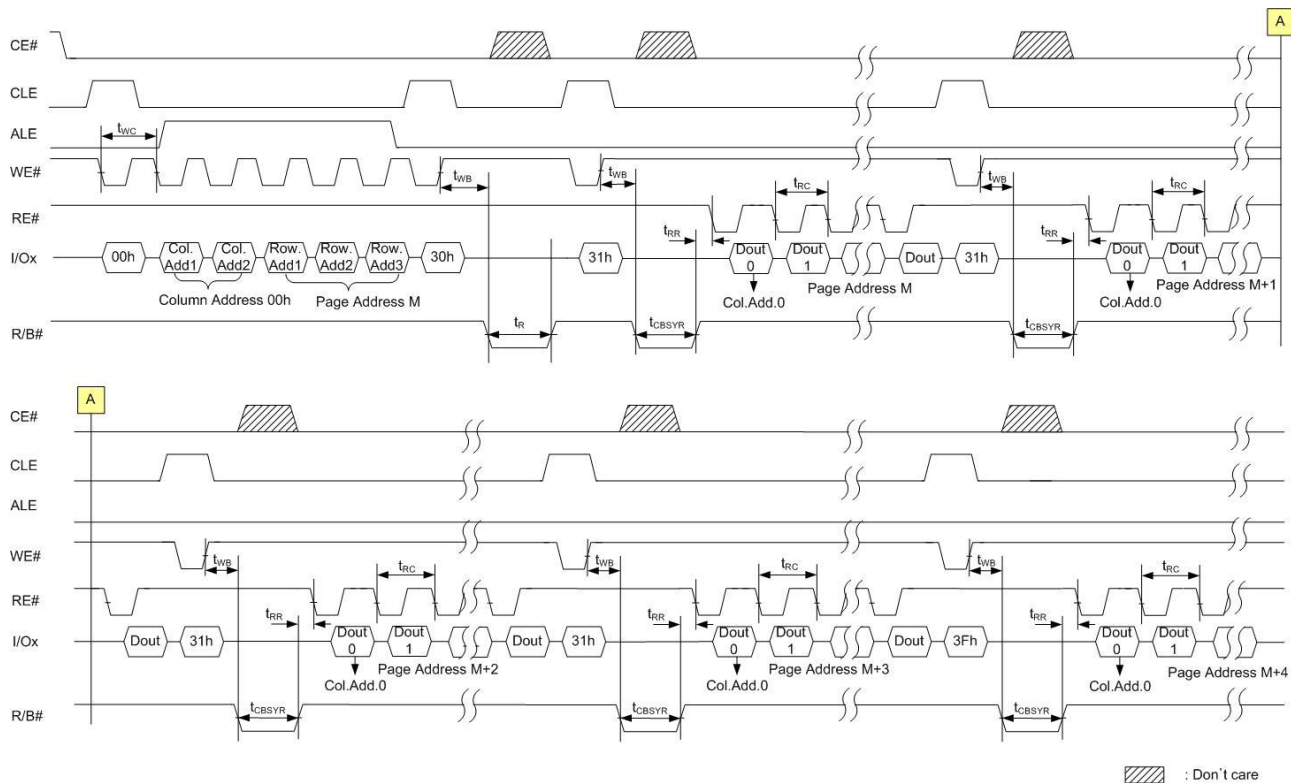 A
CE#
CLE
ALE
tWC
WE#
tWB
tWB
tWB
RE#
tRR
tRC
tRR
tRC
I/Ox
00h
Col. Add1
Col. Add2
Row. Add1
Row. Add2
Row. Add3
30h
31h
Dout 0
Dout 1
Dout
31h
Dout 0
Dout 1
Column Address 00h
Page Address M
Col.Add.0
Page Address M
Col.Add.0
Page Address M+1
R/B#
tR
tCBSYR
tCBSYR
A
CE#
CLE
ALE
WE#
tWB
tWB
tWB
RE#
tRR
tRC
tRR
tRC
tRR
tRC
I/Ox
Dout
31h
Dout 0
Dout 1
Dout
31h
Dout 0
Dout 1
Dout
3Fh
Dout 0
Dout 1
Col.Add.0
Page Address M+2
Col.Add.0
Page Address M+3
Col.Add.0
Page Address M+4
R/B#
tCBSYR
tCBSYR
tCBSYR
: Don`t care